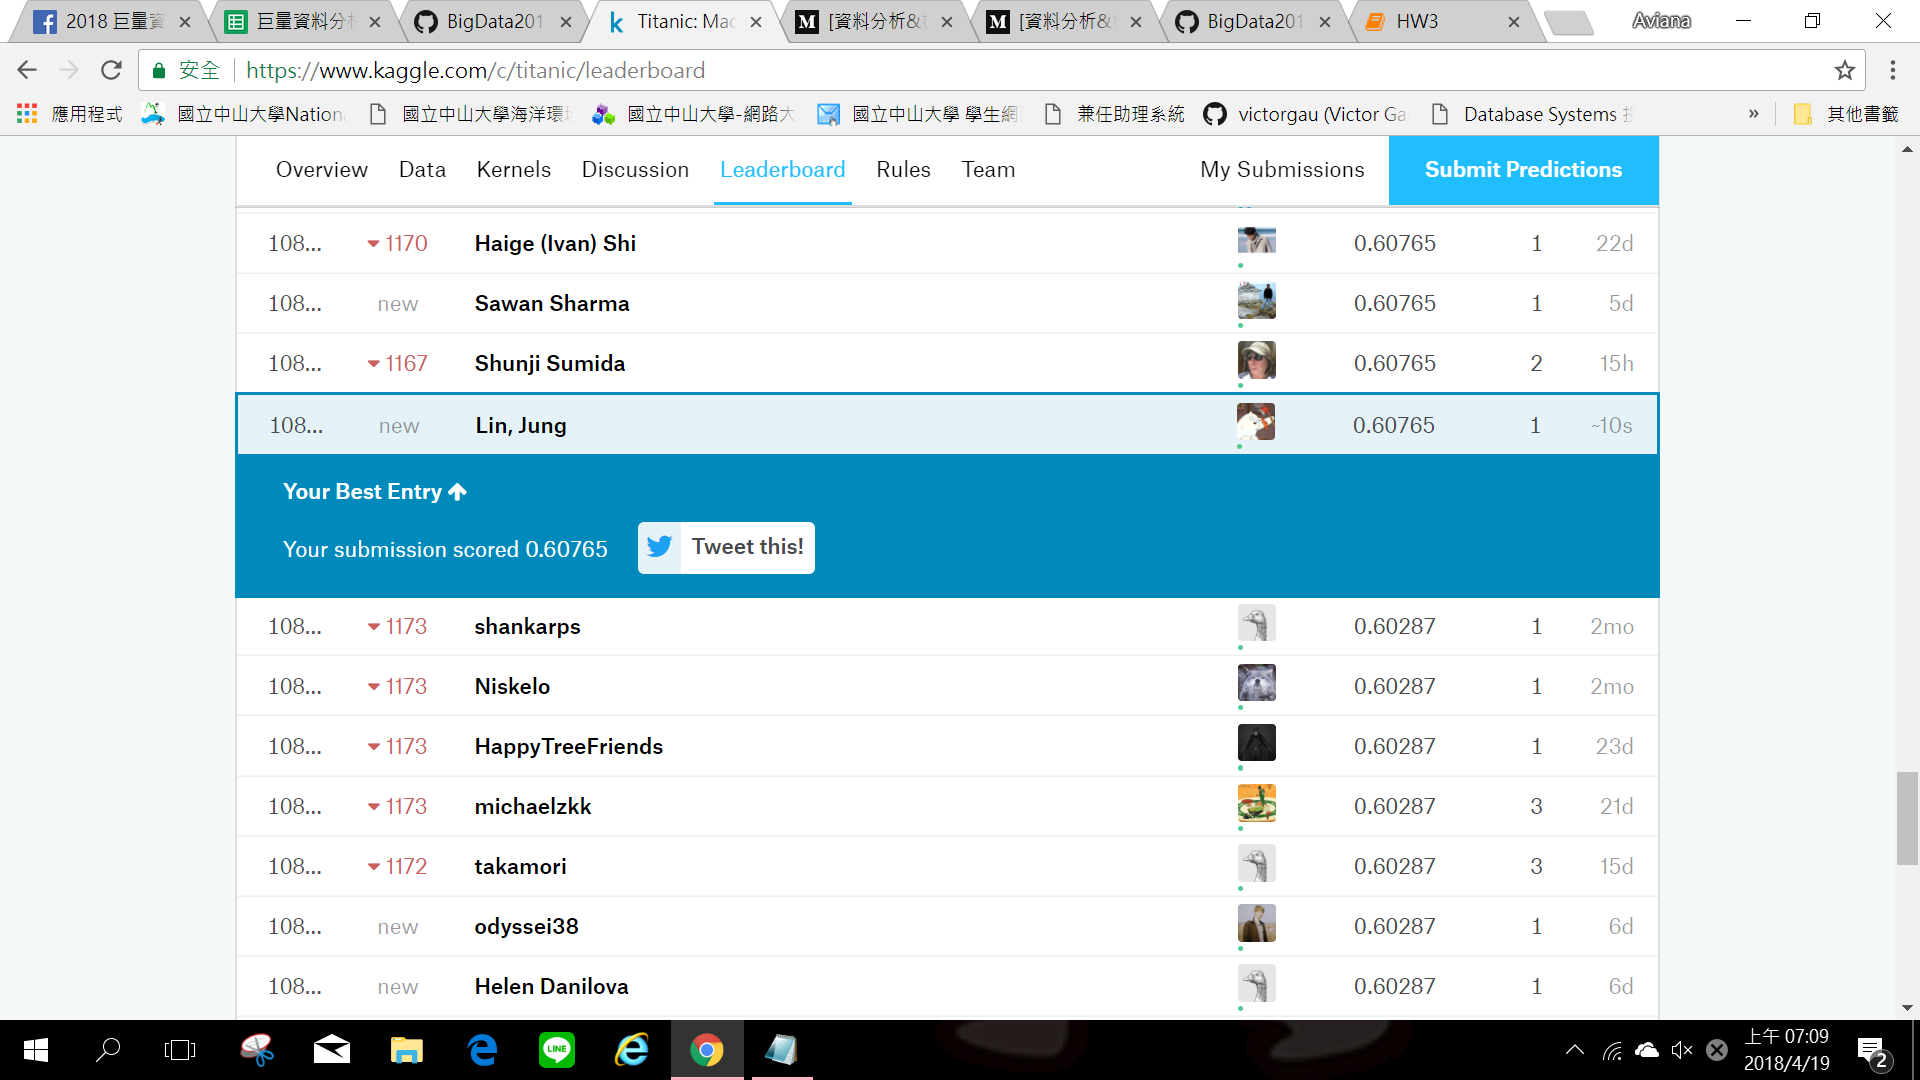 2018 巨量資
巨量資料分
BigData201
Titanic: Mac
[資料分析&
[資料分析&
BigData201
HW3
Aviana
安全
https://www.kaggle.com/c/titanic/leaderboard
應用程式
國立中山大學Nation
國立中山大學海洋環
國立中山大學-網路大
國立中山大學 學生網
兼任助理系統
victorgau (Victor Ga
Database Systems
»
其他書籤
Overview Data Kernels Discussion Leaderboard Rules Team My Submissions Submit Predictions
108... 1170 Haige (Ivan) Shi 0.60765 1 22d
108... new Sawan Sharma 0.60765 1 5d
108... 1167 Shunji Sumida 0.60765 2 15h
108... new Lin, Jung 0.60765 1 ~10s
Your Best Entry
Your submission scored 0.60765 Tweet this!
108... 1173 shankarps 0.60287 1 2mo
108... 1173 Niskelo 0.60287 1 2mo
108... 1173 HappyTreeFriends 0.60287 1 23d
108... 1173 michaelzkk 0.60287 3 21d
108... 1172 takamori 0.60287 3 15d
108... new odyssei38 0.60287 1 6d
108... new Helen Danilova 0.60287 1 6d
LINE
上午 07:09
2018/4/19
2